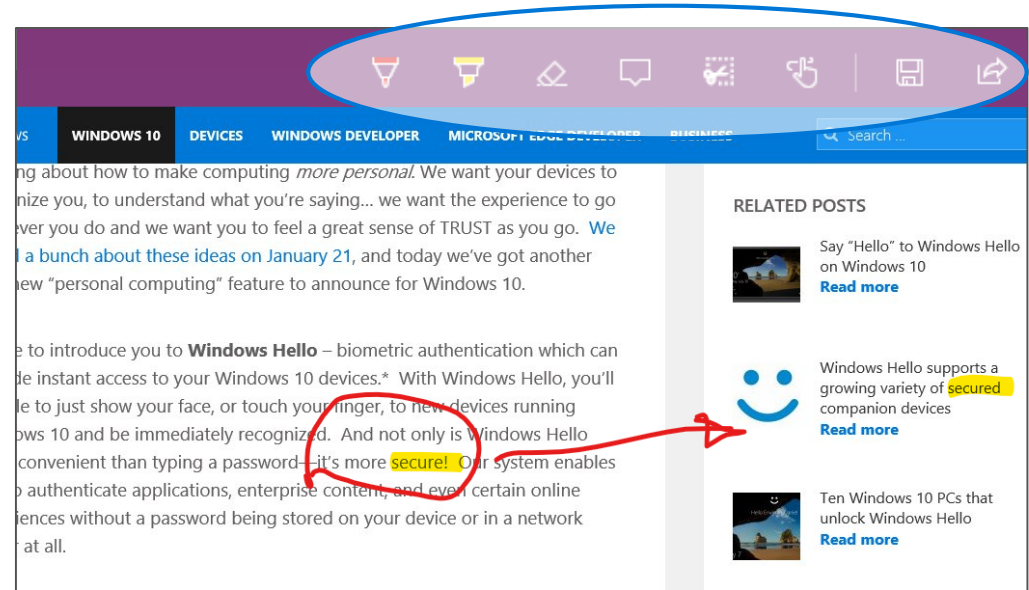 WINDOWS 10 DEVICES WINDOWS DEVELOPER MICROSOFT EDGE DEVELOPER BUSINESS Search ...
about how to make computing more personal. We want your devices to
you, to understand what you're saying... we want the experience to go
you do and we want you to feel a great sense of TRUST as you go. We
a bunch about these ideas on January 21, and today we've got another
"personal computing" feature to announce for Windows 10.
to introduce you to Windows Hello – biometric authentication which can
instant access to your Windows 10 devices.* With Windows Hello, you'll
to just show your face, or touch your finger, to new devices running
10 and be immediately recognized. And not only is Windows Hello
convenient than typing a password—it's more secure! Our system enables
authenticate applications, enterprise content, and even certain online
without a password being stored on your device or in a network
at all.
RELATED POSTS
Say "Hello" to Windows Hello
on Windows 10
Read more
Windows Hello supports a
growing variety of secured
companion devices
Read more
Ten Windows 10 PCs that
unlock Windows Hello
Read more